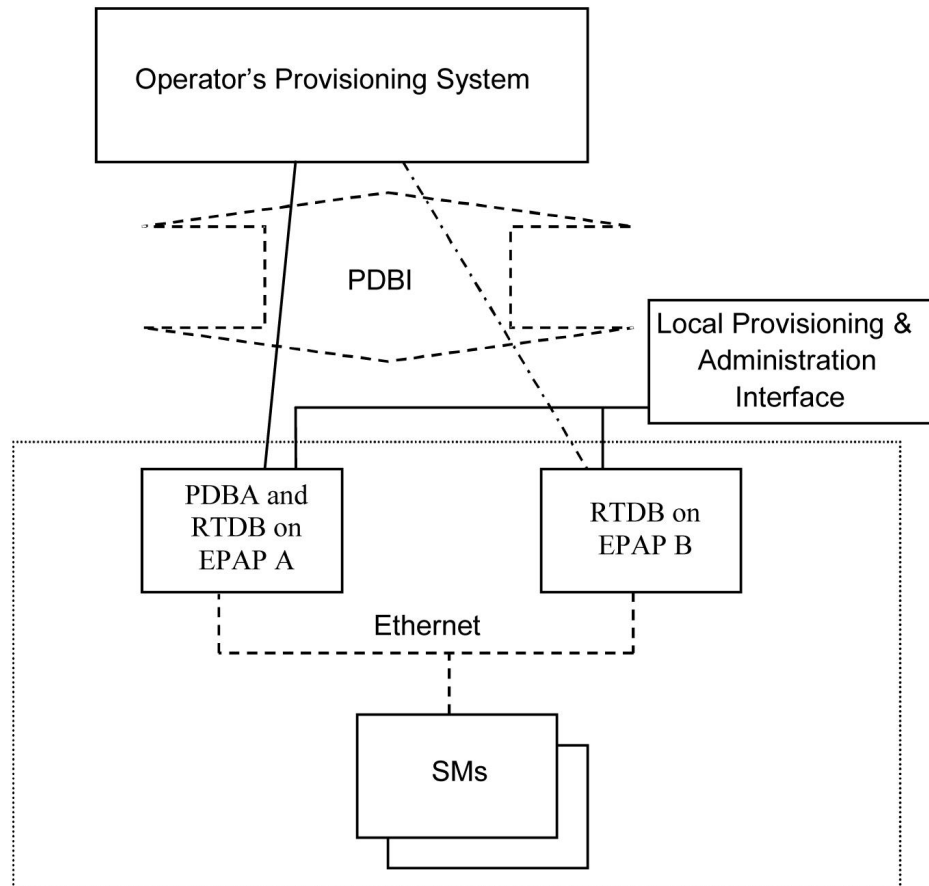 Operator’s Provisioning System
PDBI
Local Provisioning &
Administration
Interface
PDBA and
RTDB on
EPAP A
RTDB on
EPAP B
Ethernet
SMs